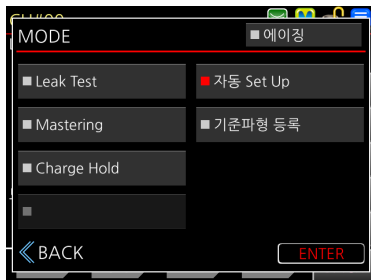 MODE
에이징
Leak Test
자동 Set Up
Mastering
기준파형 등록
Charge Hold
BACK
ENTER